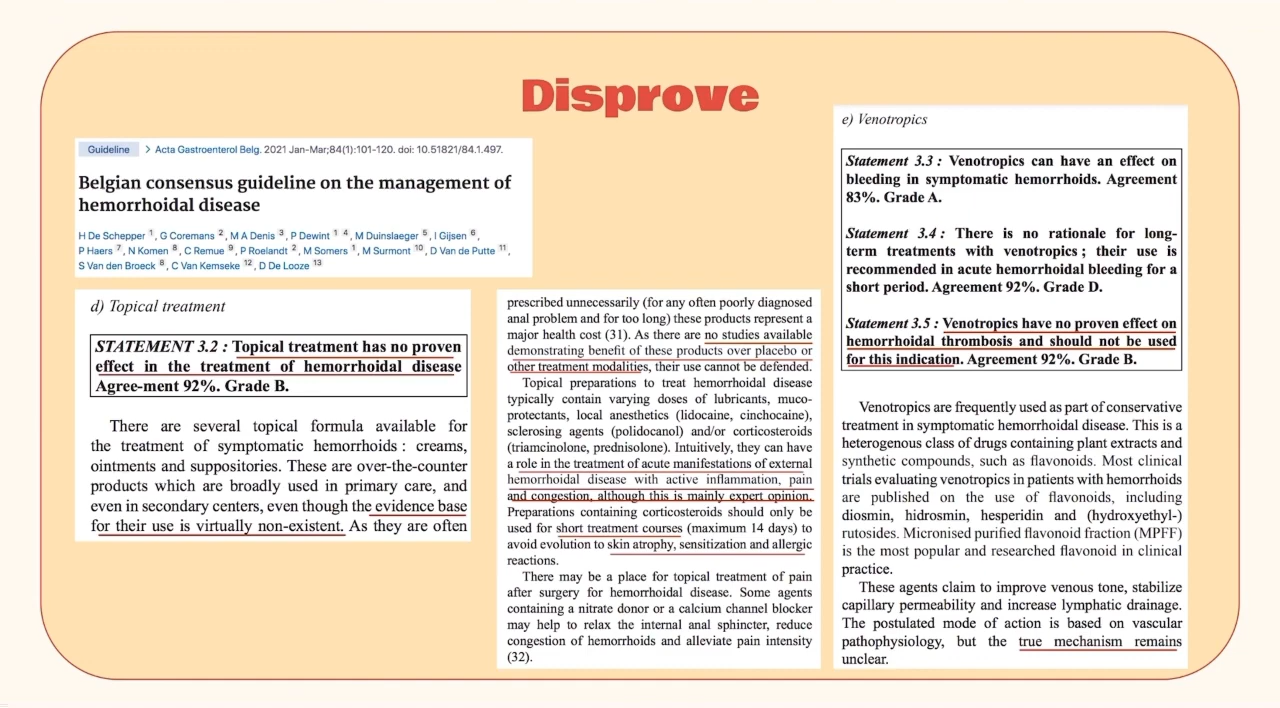 Disprove
Guideline > Acta Gastroenterol Belg. 2021 Jan-Mar;84(1):101-120. doi: 10.51821/84.1.497.
Belgian consensus guideline on the management of
hemorrhoidal disease
H De Schepper 1, G Coremans 2, M A Denis 3, P Dewint 1 4, M Duinslaeger 5, I Gijsen 6,
P Haers 7, N Komen 8, C Remue 9, P Roelandt 2, M Somers 1, M Surmont 10, D Van de Putte 11,
S Van den Broeck 8, C Van Kemseke 12, D De Looze 13
d) Topical treatment
STATEMENT 3.2 : Topical treatment has no proven
effect in the treatment of hemorrhoidal disease
Agree-ment 92%. Grade B.
There are several topical formula available for
the treatment of symptomatic hemorrhoids : creams,
ointments and suppositories. These are over-the-counter
products which are broadly used in primary care, and
even in secondary centers, even though the evidence base
for their use is virtually non-existent. As they are often
prescribed unnecessarily (for any often poorly diagnosed
anal problem and for too long) these products represent a
major health cost (31). As there are no studies available
demonstrating benefit of these products over placebo or
other treatment modalities, their use cannot be defended.
Topical preparations to treat hemorrhoidal disease
typically contain varying doses of lubricants, muco-
protectants, local anesthetics (lidocaine, cinchocaine),
sclerosing agents (polidocanol) and/or corticosteroids
(triamcinolone, prednisolone). Intuitively, they can have
a role in the treatment of acute manifestations of external
hemorrhoidal disease with active inflammation, pain
and congestion, although this is mainly expert opinion.
Preparations containing corticosteroids should only be
used for short treatment courses (maximum 14 days) to
avoid evolution to skin atrophy, sensitization and allergic
reactions.
There may be a place for topical treatment of pain
after surgery for hemorrhoidal disease. Some agents
containing a nitrate donor or a calcium channel blocker
may help to relax the internal anal sphincter, reduce
congestion of hemorrhoids and alleviate pain intensity
(32).
e) Venotropics
Statement 3.3 : Venotropics can have an effect on
bleeding in symptomatic hemorrhoids. Agreement
83%. Grade A.
Statement 3.4 : There is no rationale for long-
term treatments with venotropics ; their use is
recommended in acute hemorrhoidal bleeding for a
short period. Agreement 92%. Grade D.
Statement 3.5 : Venotropics have no proven effect on
hemorrhoidal thrombosis and should not be used
for this indication. Agreement 92%. Grade B.
Venotropics are frequently used as part of conservative
treatment in symptomatic hemorrhoidal disease. This is a
heterogenous class of drugs containing plant extracts and
synthetic compounds, such as flavonoids. Most clinical
trials evaluating venotropics in patients with hemorrhoids
are published on the use of flavonoids, including
diosmin, hidrosmin, hesperidin and (hydroxyethyl-)
rutosides. Micronised purified flavonoid fraction (MPFF)
is the most popular and researched flavonoid in clinical
practice.
These agents claim to improve venous tone, stabilize
capillary permeability and increase lymphatic drainage.
The postulated mode of action is based on vascular
pathophysiology, but the true mechanism remains
unclear.